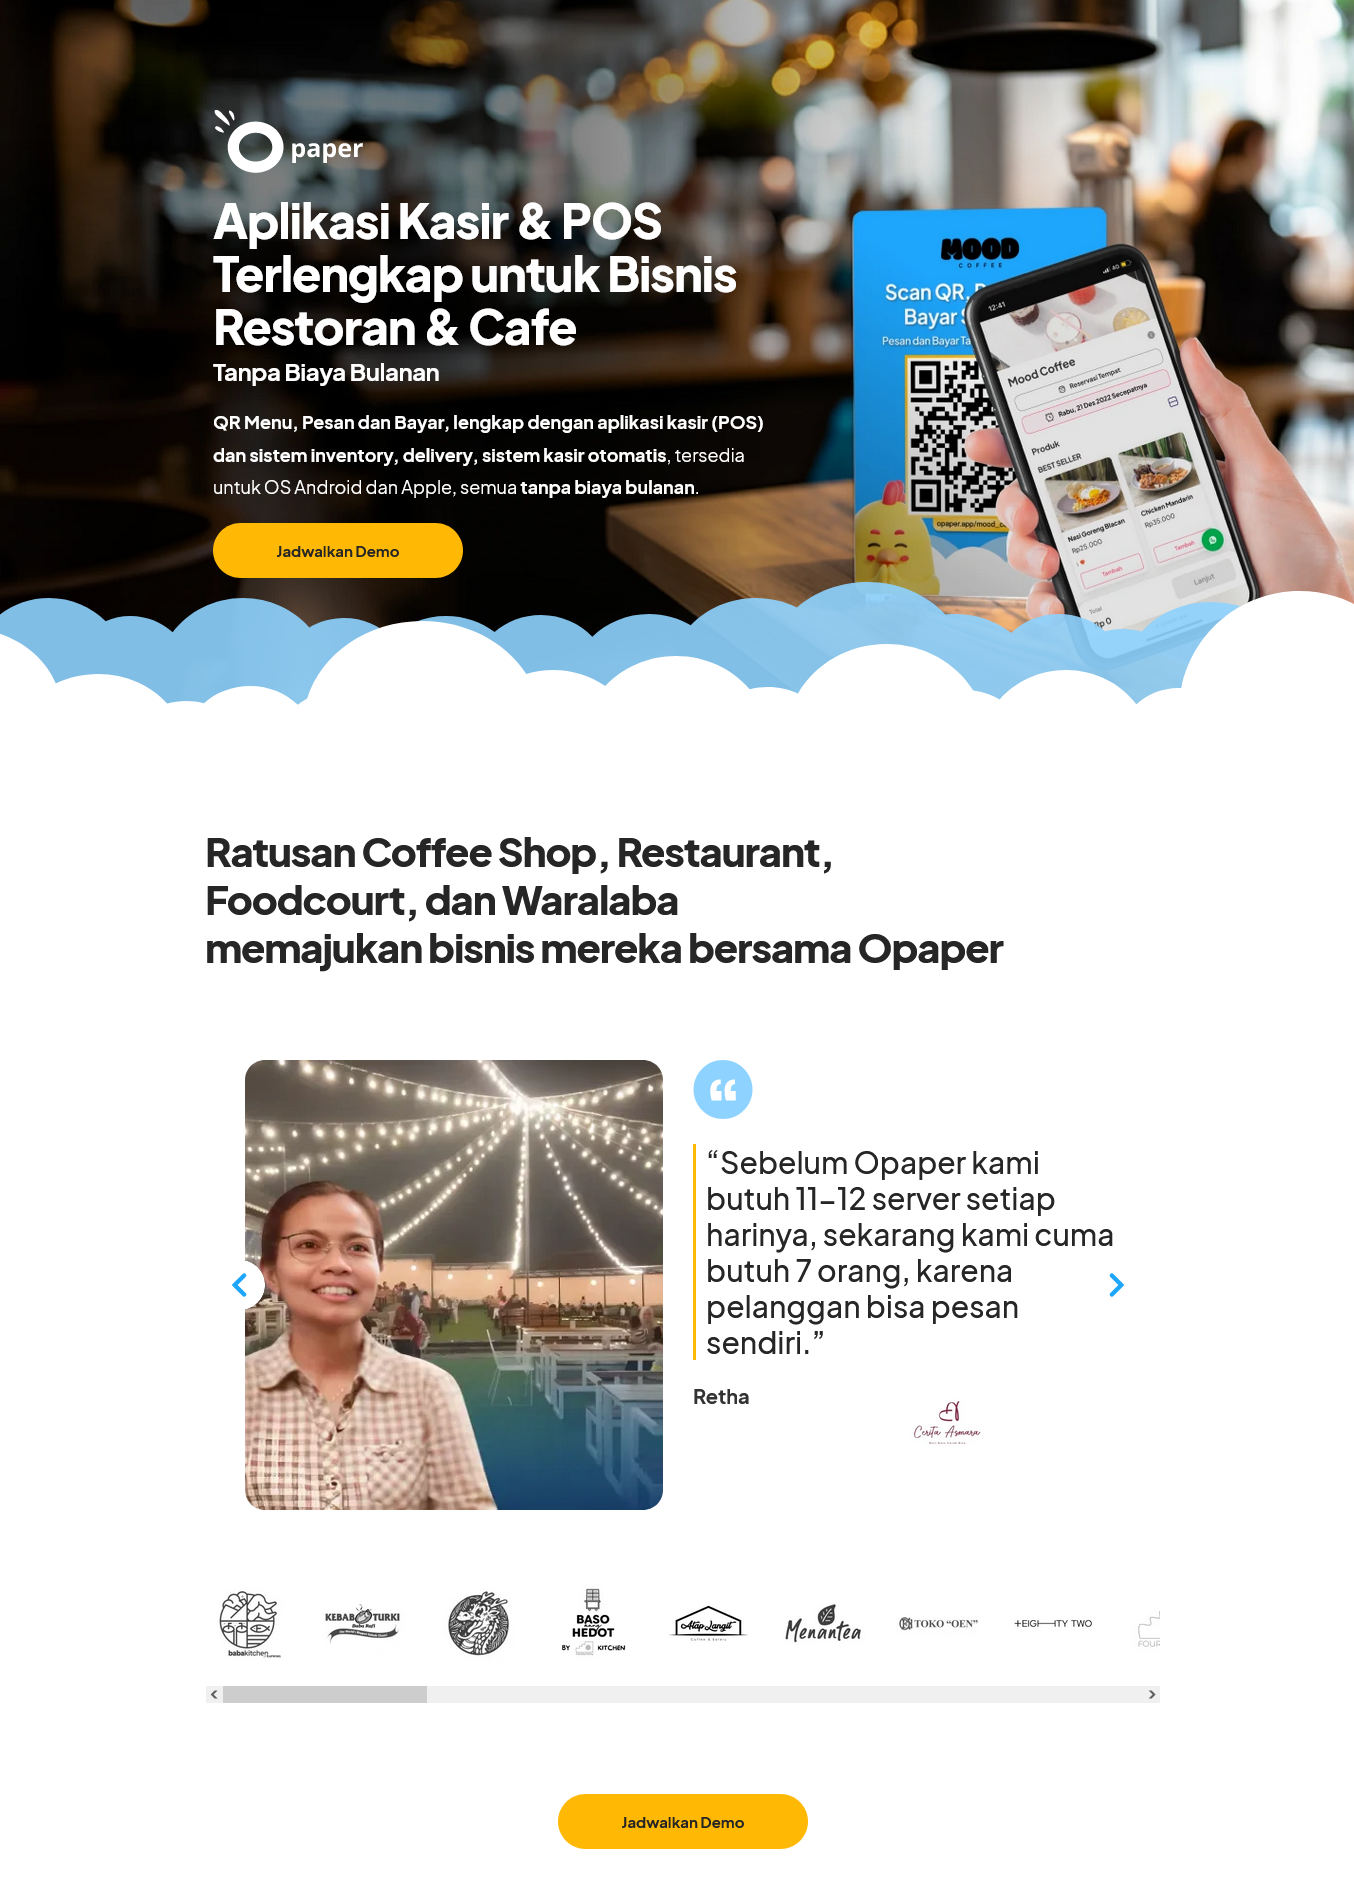 paper
Aplikasi Kasir & POS
Terlengkap untuk Bisnis
Restoran & Cafe
Tanpa Biaya Bulanan
QR Menu, Pesan dan Bayar, lengkap dengan aplikasi kasir (POS)
dan sistem inventory, delivery, sistem kasir otomatis, tersedia
untuk OS Android dan Apple, semua tanpa biaya bulanan.
Jadwalkan Demo
MOOD
COFFEE
Scan QR,
Bayar
Pesan dan Bayar
opaper.app/mood_
12:41
4G
Mood Coffee
Reservasi Tempat
Rabu, 21 Des 2022 Secepatnya
Produk
BEST SELLER
Nasi Goreng Blacan
Rp25.000
Tambah
Chicken Mandarin
Rp35.000
Tambah
Total
Rp 0
Lanjut
Ratusan Coffee Shop, Restaurant,
Foodcourt, dan Waralaba
memajukan bisnis mereka bersama Opaper
“Sebelum Opaper kami
butuh 11–12 server setiap
harinya, sekarang kami cuma
butuh 7 orang, karena
pelanggan bisa pesan
sendiri.”
Retha
Cerita Asmara
babakitchen
KEBAB TURKI
Baba Rafi
BASO
HEDOT
BY KITCHEN
Atap Langit
Coffee & Eatery
Menantea
TOKO “OEN”
+EIGHITY TWO
FOUR
Jadwalkan Demo